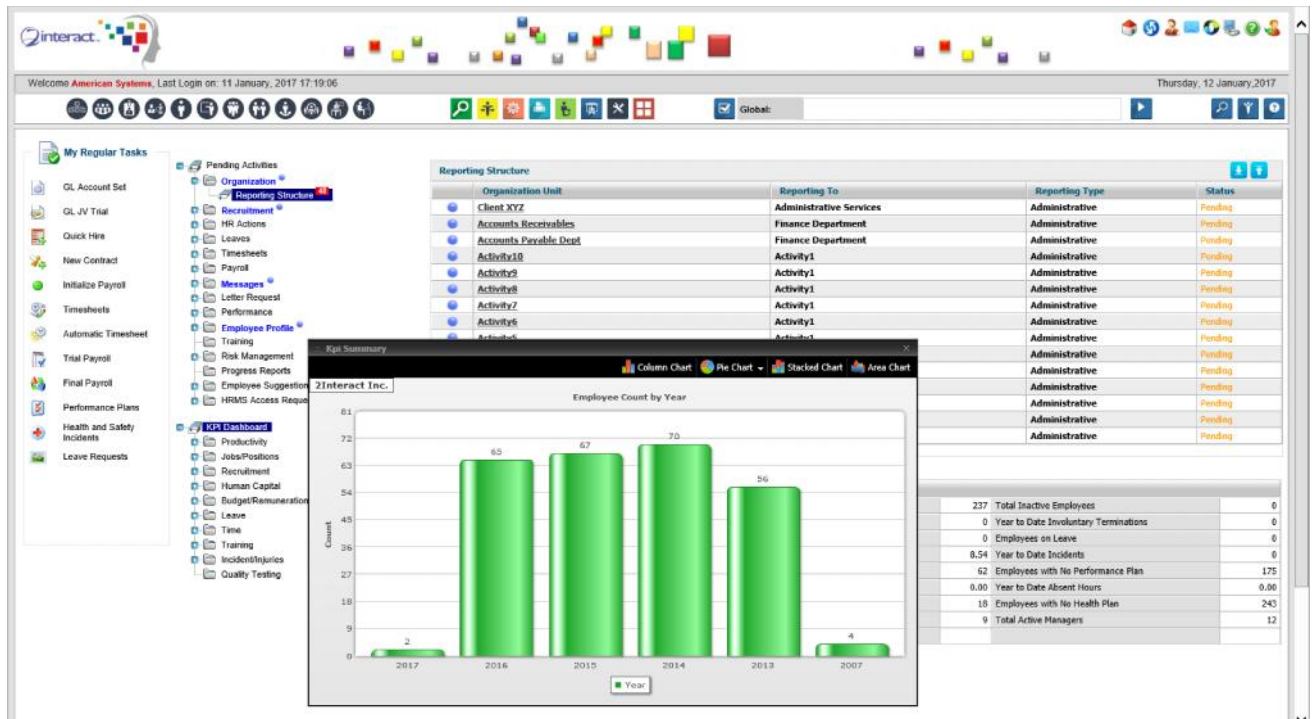 2interact.
Welcome American Systems, Last Login on: 11 January, 2017 17:19:06
Thursday, 12 January,2017
Global:
My Regular Tasks
GL Account Set
GL JV Trial
Quick Hire
New Contract
Initialize Payroll
Timesheets
Automatic Timesheet
Trial Payroll
Final Payroll
Performance Plans
Health and Safety
Incidents
Leave Requests
Pending Activities
Organization
Reporting Structure
Recruitment
HR Actions
Leaves
Timesheets
Payroll
Messages
Letter Request
Performance
Employee Profile
Training
Risk Management
Progress Reports
Employee Suggestion
HRMS Access Reque
KPI Dashboard
Productivity
Jobs/Positions
Recruitment
Human Capital
Budget/Remuneration
Leave
Time
Training
Incident/Injuries
Quality Testing
Reporting Structure
Organization Unit Reporting To Reporting Type Status
Client XYZ Administrative Services Administrative Pending
Accounts Receivables Finance Department Administrative Pending
Accounts Payable Dept Finance Department Administrative Pending
Activity10 Activity1 Administrative Pending
Activity9 Activity1 Administrative Pending
Activity8 Activity1 Administrative Pending
Activity7 Activity1 Administrative Pending
Activity6 Activity1 Administrative Pending
Activity5 Activity1 Administrative Pending
Administrative Pending
Administrative Pending
Administrative Pending
Administrative Pending
Administrative Pending
Administrative Pending
Kpi Summary
Column Chart Pie Chart Stacked Chart Area Chart
2Interact Inc.
Employee Count by Year
Count
81
72
63
54
45
36
27
18
9
0
2 65 67 70 56 4
2017 2016 2015 2014 2013 2007
Year
237 Total Inactive Employees 0
0 Year to Date Involuntary Terminations 0
0 Employees on Leave 0
8.54 Year to Date Incidents 0
62 Employees with No Performance Plan 175
0.00 Year to Date Absent Hours 0.00
18 Employees with No Health Plan 243
9 Total Active Managers 12